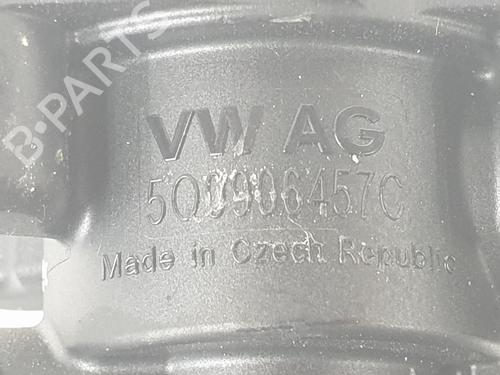 B-PARTS
VW AG
5Q0906457C
Made in Czech Republic